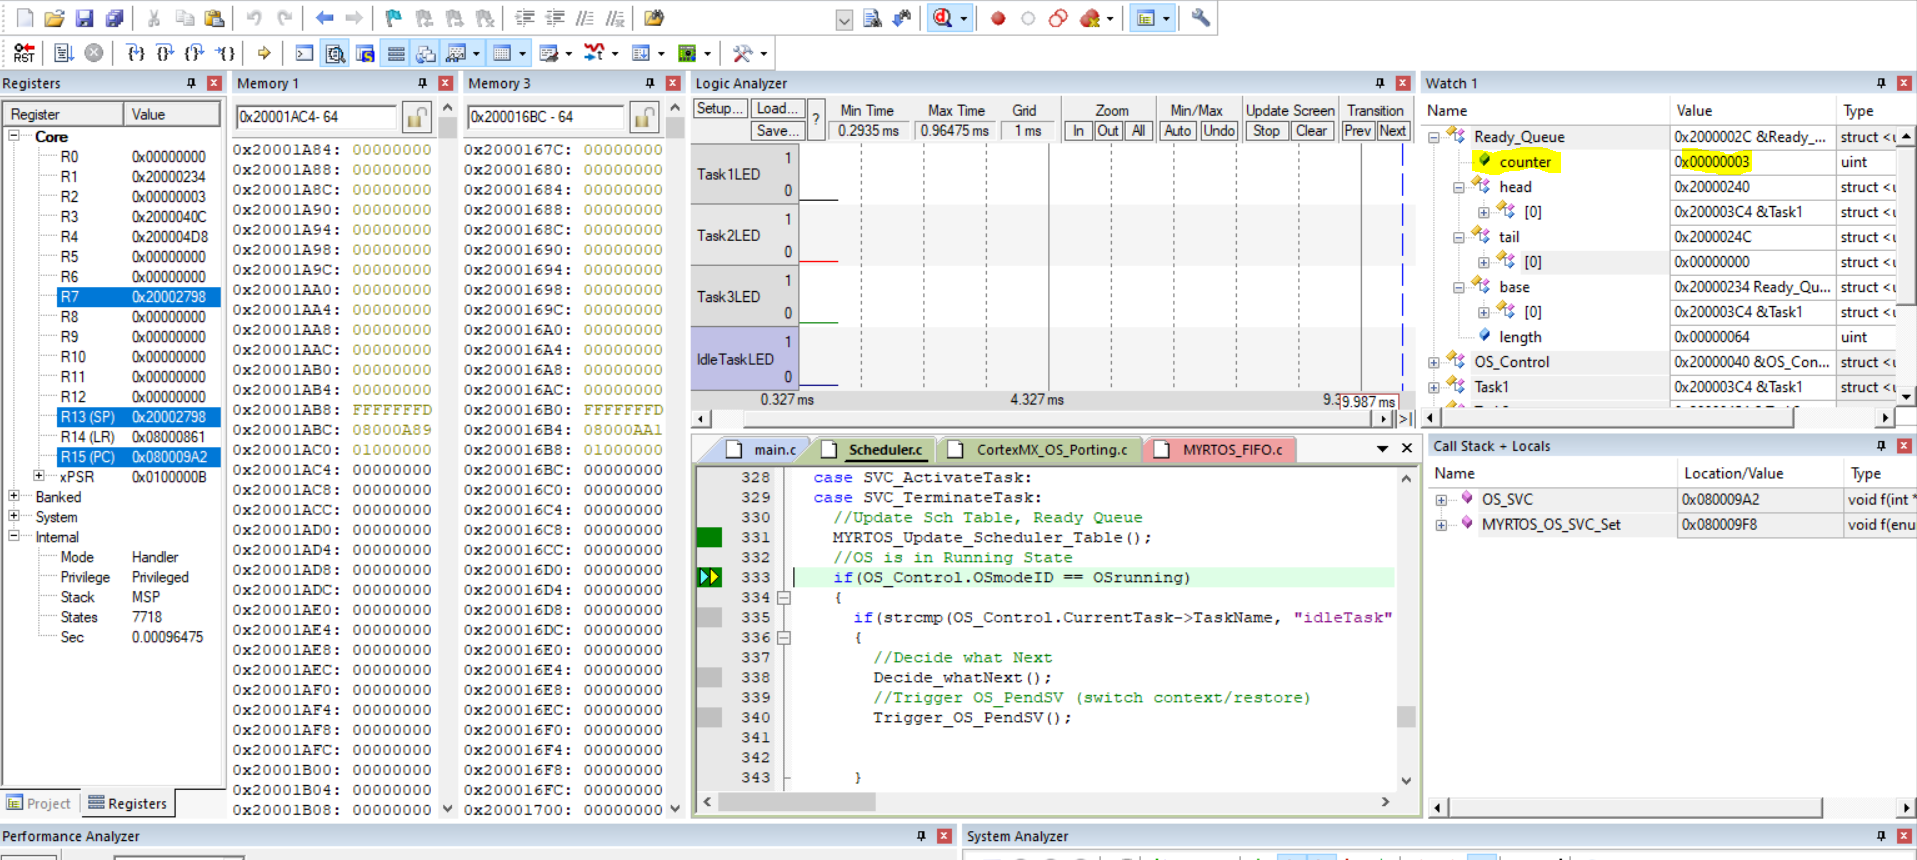 Registers
Register Value
Core
R0 0x00000000
R1 0x20000234
R2 0x00000003
R3 0x2000040C
R4 0x200004D8
R5 0x00000000
R6 0x00000000
R7 0x20002798
R8 0x00000000
R9 0x00000000
R10 0x00000000
R11 0x00000000
R12 0x00000000
R13 (SP) 0x20002798
R14 (LR) 0x08000861
R15 (PC) 0x080009A2
xPSR 0x0100000B
Banked
System
Internal
Mode Handler
Privilege Privileged
Stack MSP
States 7718
Sec 0.00096475
Project Registers
Memory 1
0x20001AC4- 64
0x20001A84: 00000000
0x20001A88: 00000000
0x20001A8C: 00000000
0x20001A90: 00000000
0x20001A94: 00000000
0x20001A98: 00000000
0x20001A9C: 00000000
0x20001AA0: 00000000
0x20001AA4: 00000000
0x20001AA8: 00000000
0x20001AAC: 00000000
0x20001AB0: 00000000
0x20001AB4: 00000000
0x20001AB8: FFFFFFFD
0x20001ABC: 08000A89
0x20001AC0: 01000000
0x20001AC4: 00000000
0x20001AC8: 00000000
0x20001ACC: 00000000
0x20001AD0: 00000000
0x20001AD4: 00000000
0x20001AD8: 00000000
0x20001ADC: 00000000
0x20001AE0: 00000000
0x20001AE4: 00000000
0x20001AE8: 00000000
0x20001AEC: 00000000
0x20001AF0: 00000000
0x20001AF4: 00000000
0x20001AF8: 00000000
0x20001AFC: 00000000
0x20001B00: 00000000
0x20001B04: 00000000
0x20001B08: 00000000
Memory 3
0x200016BC - 64
0x2000167C: 00000000
0x20001680: 00000000
0x20001684: 00000000
0x20001688: 00000000
0x2000168C: 00000000
0x20001690: 00000000
0x20001694: 00000000
0x20001698: 00000000
0x2000169C: 00000000
0x200016A0: 00000000
0x200016A4: 00000000
0x200016A8: 00000000
0x200016AC: 00000000
0x200016B0: FFFFFFFD
0x200016B4: 08000AA1
0x200016B8: 01000000
0x200016BC: 00000000
0x200016C0: 00000000
0x200016C4: 00000000
0x200016C8: 00000000
0x200016CC: 00000000
0x200016D0: 00000000
0x200016D4: 00000000
0x200016D8: 00000000
0x200016DC: 00000000
0x200016E0: 00000000
0x200016E4: 00000000
0x200016E8: 00000000
0x200016EC: 00000000
0x200016F0: 00000000
0x200016F4: 00000000
0x200016F8: 00000000
0x200016FC: 00000000
0x20001700: 00000000
Logic Analyzer
Setup... Load... ? Min Time Max Time Grid Zoom Min/Max Update Screen Transition
Save... 0.2935 ms 0.96475 ms 1 ms In Out All Auto Undo Stop Clear Prev Next
Task1LED 1 0
Task2LED 1 0
Task3LED 1 0
IdleTaskLED 1 0
0.327 ms 4.327 ms 9.3 9.987 ms
main.c Scheduler.c CortexMX_OS_Porting.c MYRTOS_FIFO.c
328 case SVC_ActivateTask:
329 case SVC_TerminateTask:
330 //Update Sch Table, Ready Queue
331 MYRTOS_Update_Scheduler_Table();
332 //OS is in Running State
333 if(OS_Control.OSmodeID == OSrunning)
334 {
335 if(strcmp(OS_Control.CurrentTask->TaskName, "idleTask"
336 {
337 //Decide what Next
338 Decide_whatNext();
339 //Trigger OS_PendSV (switch context/restore)
340 Trigger_OS_PendSV();
341
342
343 }
Watch 1
Name Value Type
Ready_Queue 0x2000002C &Ready_... struct <u
counter 0x00000003 uint
head 0x20000240 struct <u
[0] 0x200003C4 &Task1 struct <u
tail 0x2000024C struct <u
[0] 0x00000000 struct <u
base 0x20000234 Ready_Qu... struct <u
[0] 0x200003C4 &Task1 struct <u
length 0x00000064 uint
OS_Control 0x20000040 &OS_Con... struct <u
Task1 0x200003C4 &Task1 struct <u
Call Stack + Locals
Name Location/Value Type
OS_SVC 0x080009A2 void f(int *
MYRTOS_OS_SVC_Set 0x080009F8 void f(enu
Performance Analyzer
System Analyzer